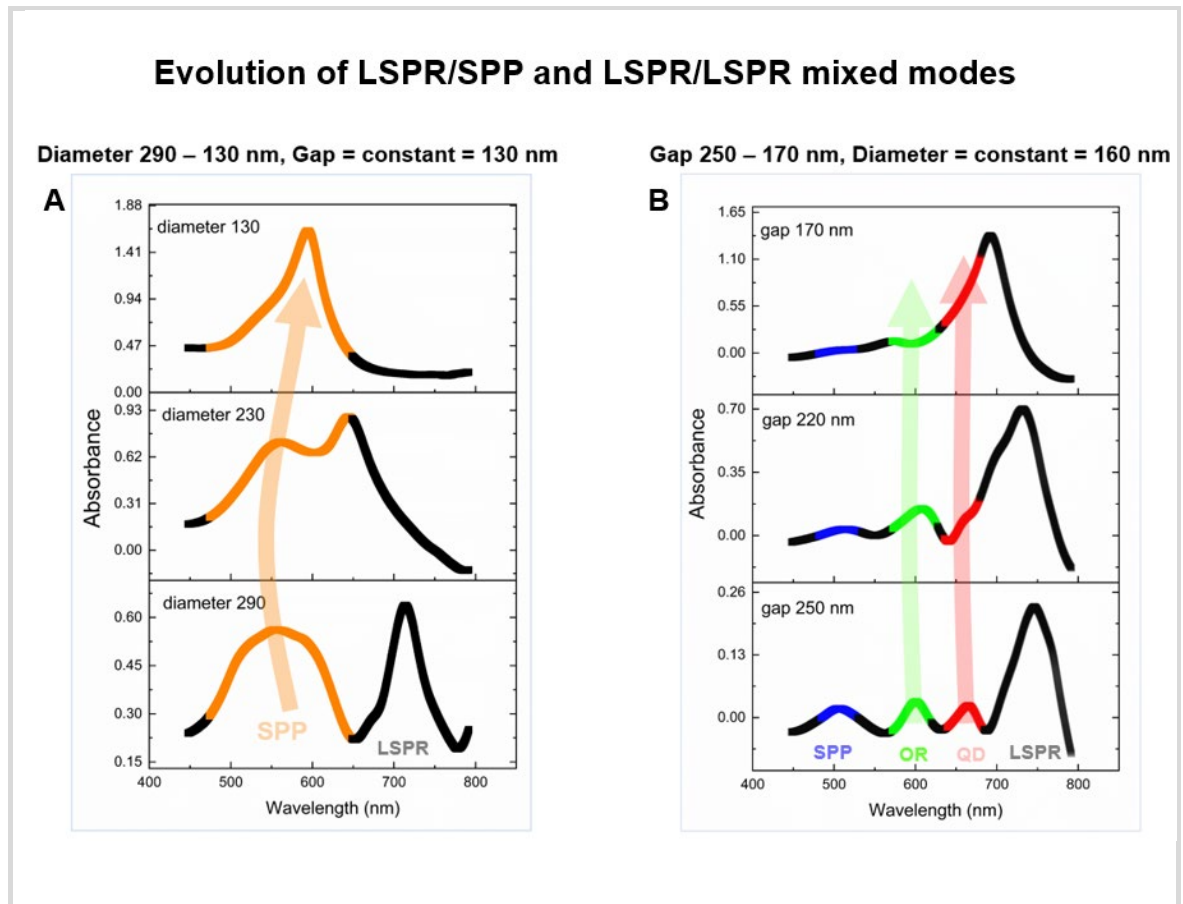 Evolution of LSPR/SPP and LSPR/LSPR mixed modes
Diameter 290 – 130 nm, Gap = constant = 130 nm
A
1.88
1.41
0.94
0.47
0.00
diameter 130
0.93
0.62
0.31
0.00
diameter 230
0.60
0.45
0.30
0.15
diameter 290
SPP
LSPR
Absorbance
400
500
600
700
800
Wavelength (nm)
Gap 250 – 170 nm, Diameter = constant = 160 nm
B
1.65
1.10
0.55
0.00
gap 170 nm
0.70
0.35
0.00
gap 220 nm
0.26
0.13
0.00
gap 250 nm
SPP
OR
QD
LSPR
Absorbance
400
500
600
700
800
Wavelength (nm)